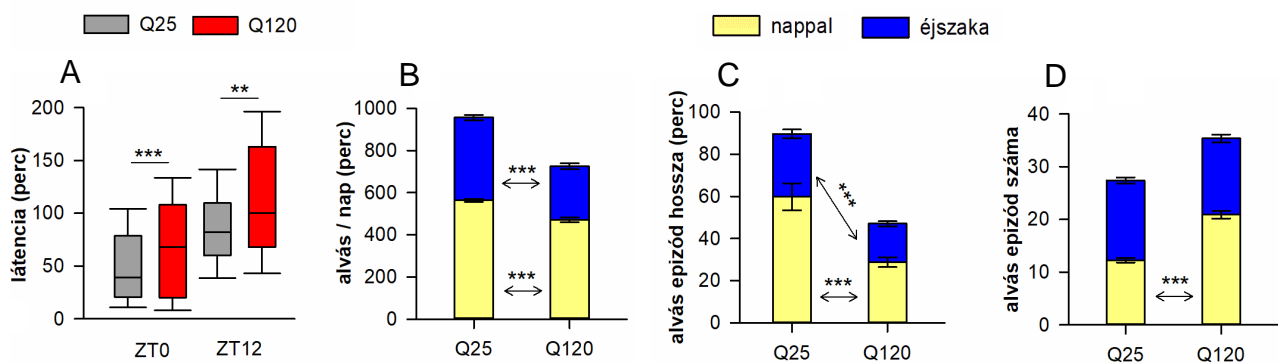 Q25 Q120
nappal éjszaka
A
látencia (perc)
200
150
100
50
0
***
**
ZT0 ZT12
B
alvás / nap (perc)
1000
800
600
400
200
0
***
***
Q25 Q120
C
alvás epizód hossza (perc)
100
80
60
40
20
0
***
***
Q25 Q120
D
alvás epizód száma
40
30
20
10
0
***
Q25 Q120